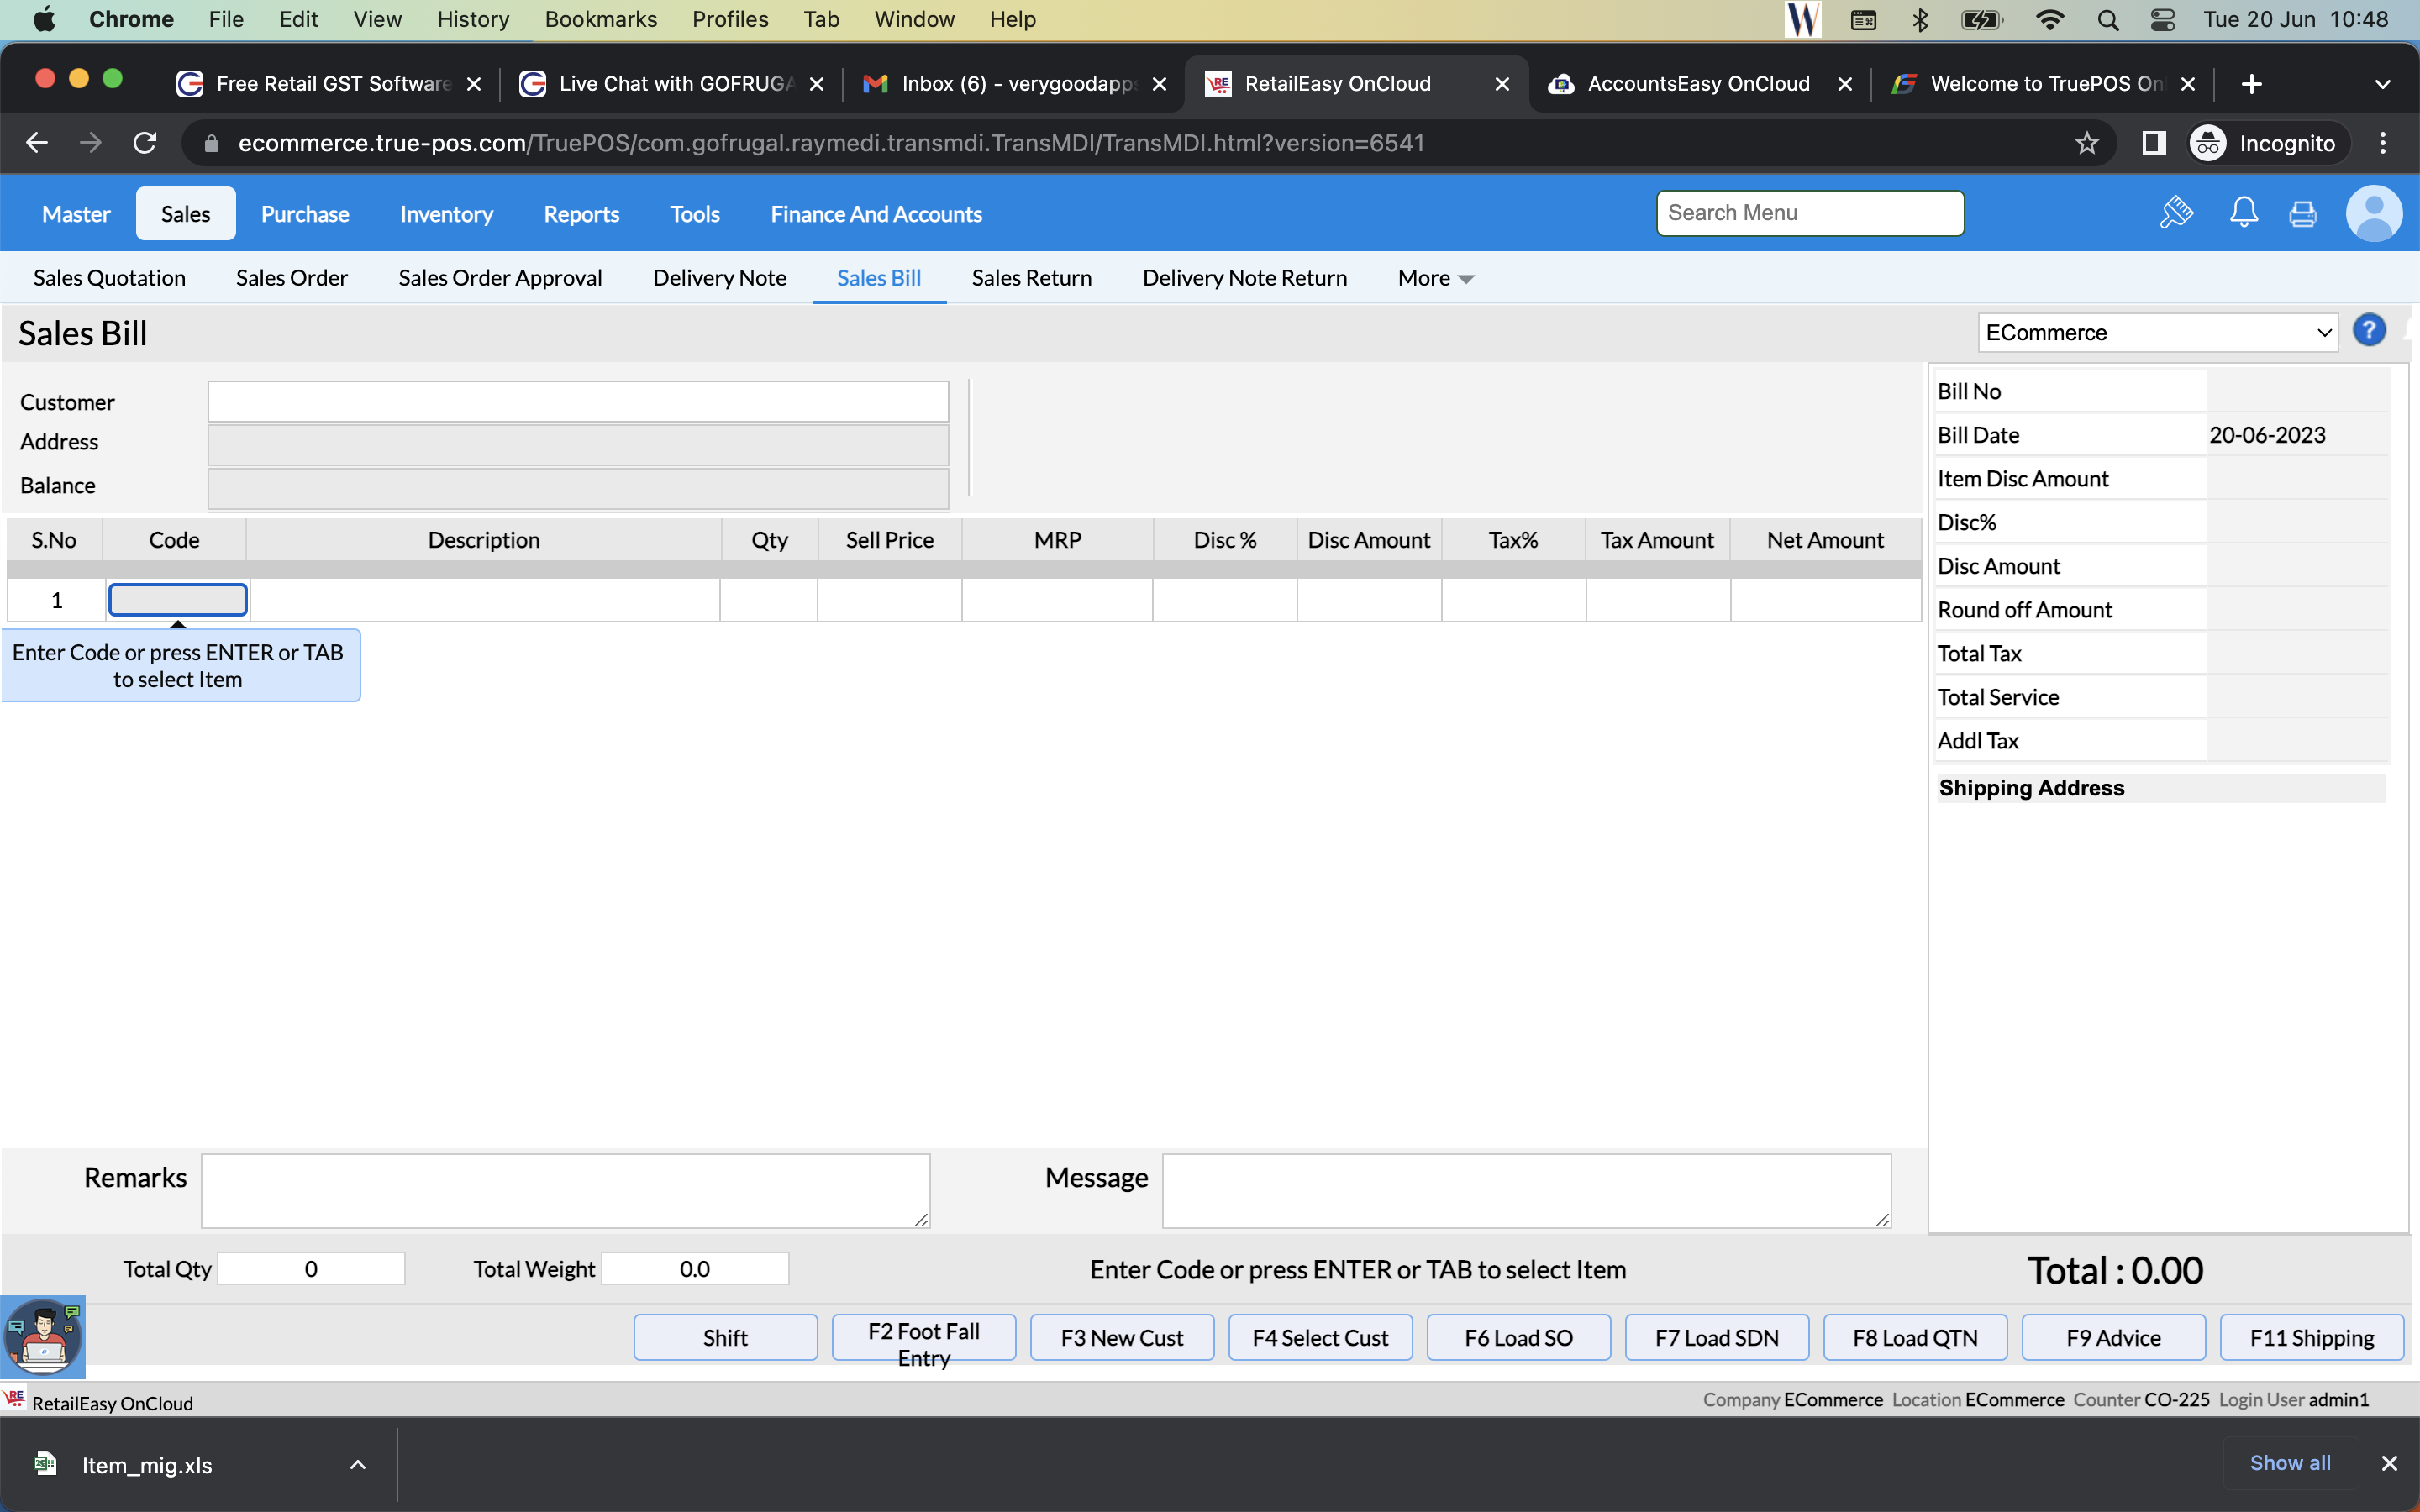 Chrome File Edit View History Bookmarks Profiles Tab Window Help Tue 20 Jun 10:48
Free Retail GST Software Live Chat with GOFRUGA Inbox (6) - verygoodapps RetailEasy OnCloud AccountsEasy OnCloud Welcome to TruePOS On
ecommerce.true-pos.com/TruePOS/com.gofrugal.raymedi.transmdi.TransMDI/TransMDI.html?version=6541 Incognito
Master Sales Purchase Inventory Reports Tools Finance And Accounts Search Menu
Sales Quotation Sales Order Sales Order Approval Delivery Note Sales Bill Sales Return Delivery Note Return More
Sales Bill ECommerce ?
Customer
Address
Balance
S.No Code Description Qty Sell Price MRP Disc % Disc Amount Tax% Tax Amount Net Amount
1
Enter Code or press ENTER or TAB
to select Item
Bill No
Bill Date 20-06-2023
Item Disc Amount
Disc%
Disc Amount
Round off Amount
Total Tax
Total Service
Addl Tax
Shipping Address
Remarks Message
Total Qty 0 Total Weight 0.0 Enter Code or press ENTER or TAB to select Item Total : 0.00
Shift F2 Foot Fall Entry F3 New Cust F4 Select Cust F6 Load SO F7 Load SDN F8 Load QTN F9 Advice F11 Shipping
RE RetailEasy OnCloud Company ECommerce Location ECommerce Counter CO-225 Login User admin1
Item_mig.xls Show all